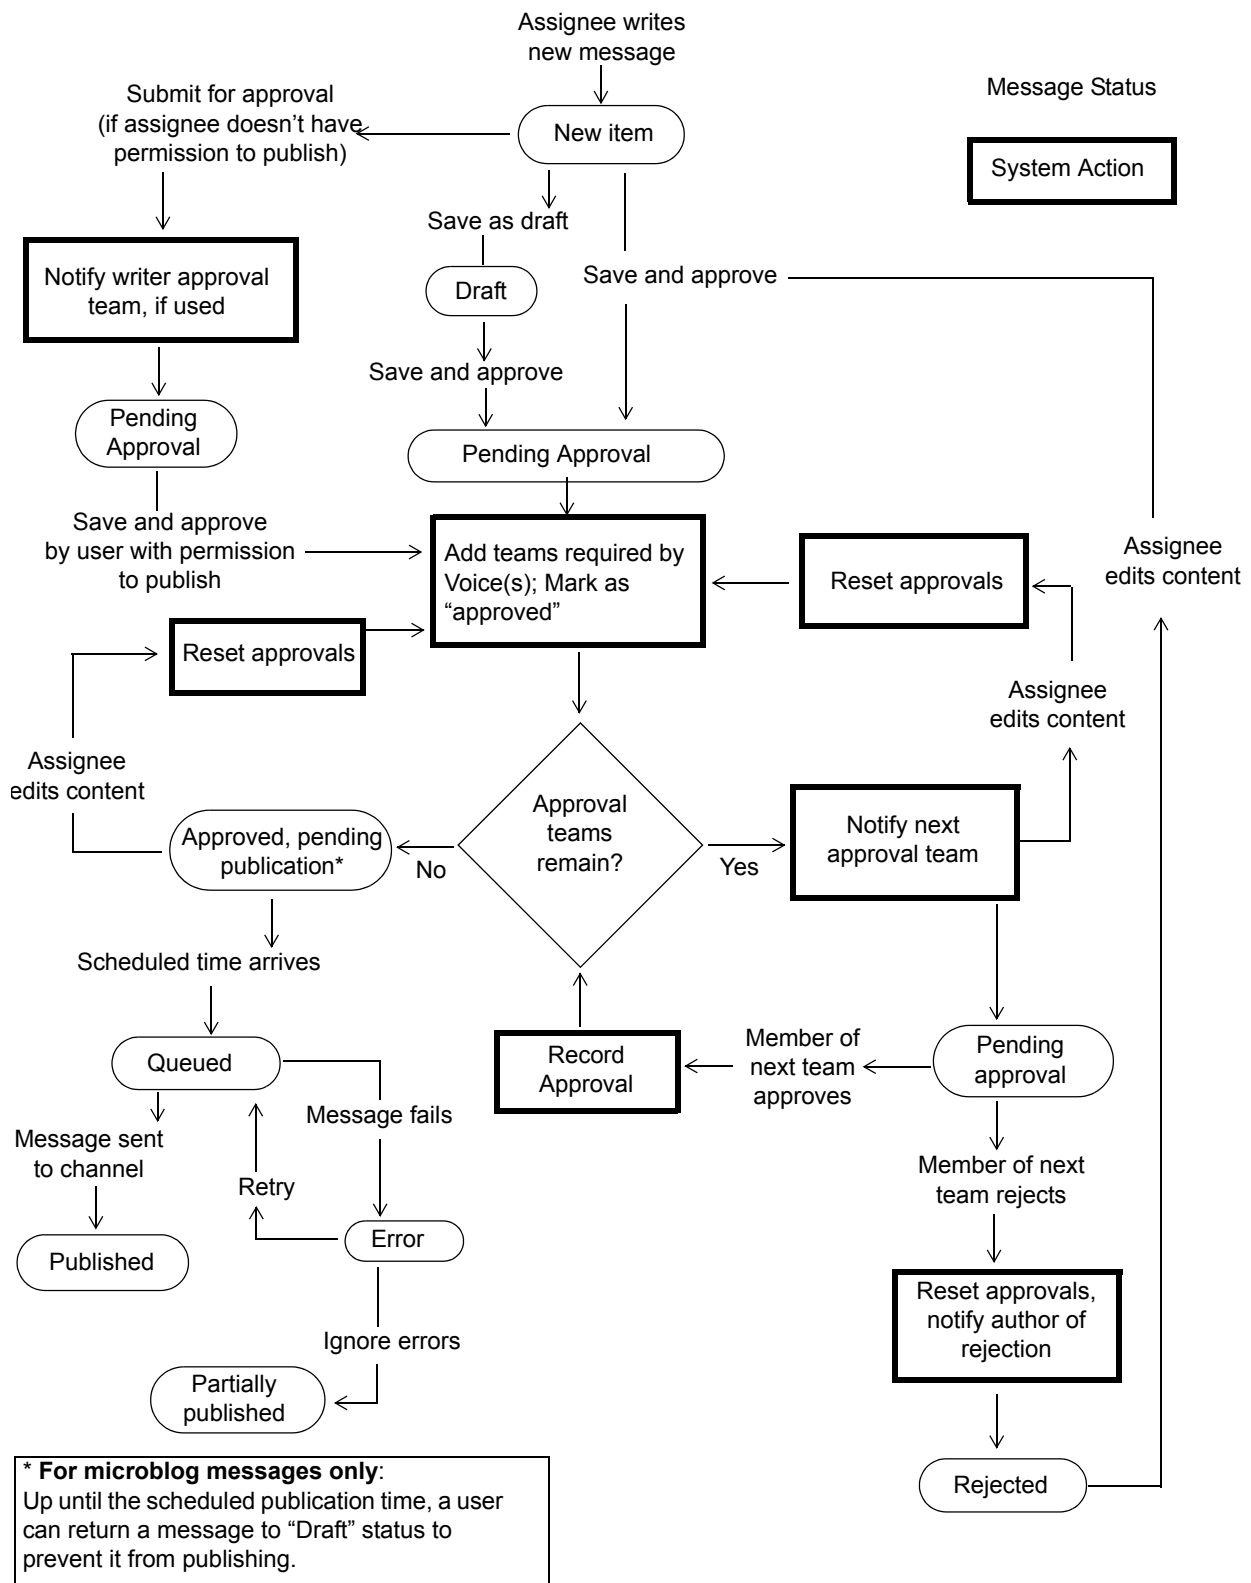 Assignee writes
new message
Message Status
Submit for approval
(if assignee doesn't have
permission to publish)
New item
System Action
Save as draft
Notify writer approval
team, if used
Draft
Save and approve
Save and approve
Pending
Approval
Pending Approval
Save and approve
by user with permission
to publish
Add teams required by
Voice(s); Mark as
“approved”
Reset approvals
Assignee
edits content
Reset approvals
Assignee
edits content
Assignee
edits content
Approved, pending
publication*
No
Approval
teams
remain?
Yes
Notify next
approval team
Scheduled time arrives
Queued
Record
Approval
Member of
next team
approves
Pending
approval
Message fails
Message sent
to channel
Retry
Member of next
team rejects
Published
Error
Reset approvals,
notify author of
rejection
Ignore errors
Partially
published
Rejected
* For microblog messages only:
Up until the scheduled publication time, a user
can return a message to “Draft” status to
prevent it from publishing.